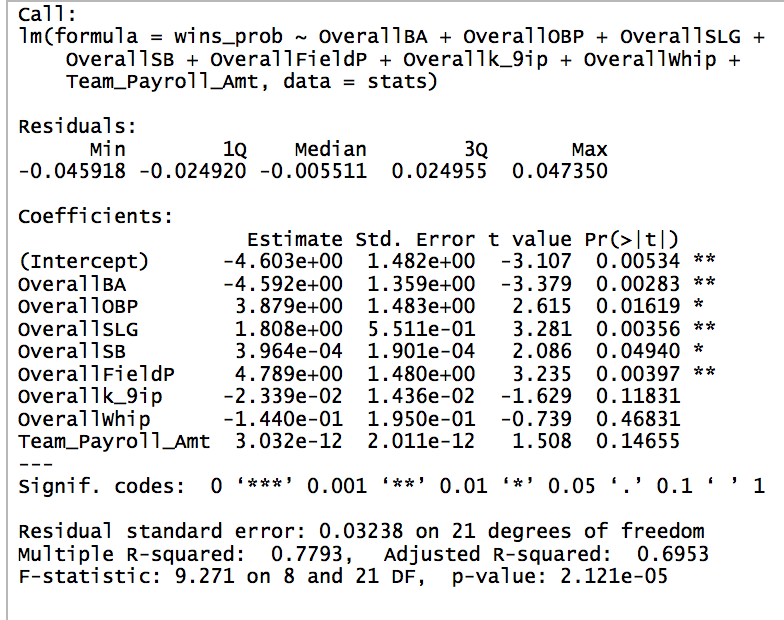 Call:
lm(formula = wins_prob ~ OverallBA + OverallOBP + OverallSLG +
    OverallSB + OverallFieldP + Overallk_9ip + OverallWhip +
    Team_Payroll_Amt, data = stats)

Residuals:
      Min        1Q    Median        3Q       Max
-0.045918 -0.024920 -0.005511  0.024955  0.047350

Coefficients:
                   Estimate Std. Error t value Pr(>|t|)
(Intercept)      -4.603e+00  1.482e+00  -3.107  0.00534 **
OverallBA        -4.592e+00  1.359e+00  -3.379  0.00283 **
OverallOBP        3.879e+00  1.483e+00   2.615  0.01619 *
OverallSLG        1.808e+00  5.511e-01   3.281  0.00356 **
OverallSB         3.964e-04  1.901e-04   2.086  0.04940 *
OverallFieldP     4.789e+00  1.480e+00   3.235  0.00397 **
Overallk_9ip     -2.339e-02  1.436e-02  -1.629  0.11831
OverallWhip      -1.440e-01  1.950e-01  -0.739  0.46831
Team_Payroll_Amt  3.032e-12  2.011e-12   1.508  0.14655
---
Signif. codes:  0 ‘***’ 0.001 ‘**’ 0.01 ‘*’ 0.05 ‘.’ 0.1 ‘ ’ 1

Residual standard error: 0.03238 on 21 degrees of freedom
Multiple R-squared:  0.7793,	Adjusted R-squared:  0.6953
F-statistic: 9.271 on 8 and 21 DF,  p-value: 2.121e-05